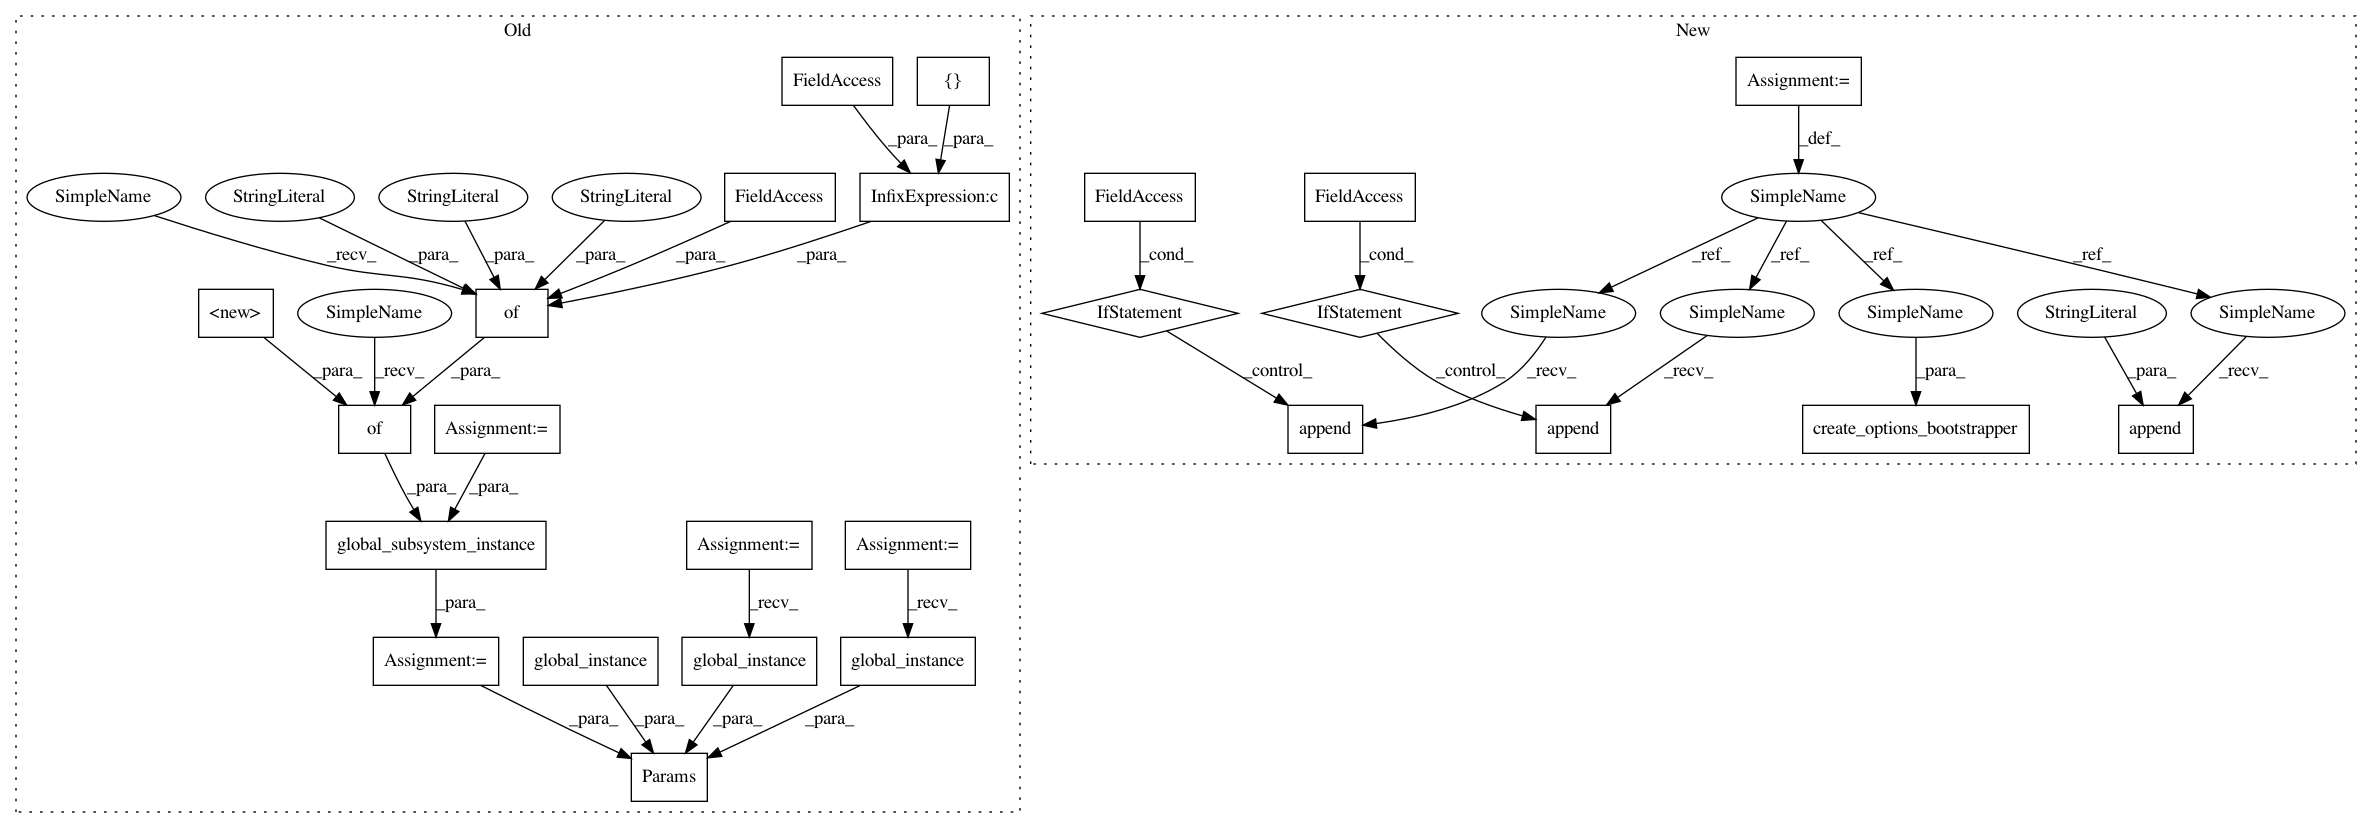 Old
New
FieldAccess
{}
Assignment:=
_para_
_para_
_def_
SimpleName
StringLiteral
StringLiteral
StringLiteral
FieldAccess
InfixExpression:c
FieldAccess
FieldAccess
SimpleName
_recv_
_para_
_para_
_para_
_para_
_para_
_cond_
_cond_
_ref_
_ref_
_ref_
_ref_
<new>
SimpleName
of
IfStatement
IfStatement
SimpleName
SimpleName
SimpleName
StringLiteral
SimpleName
_para_
_recv_
_para_
_control_
_control_
_recv_
_recv_
_para_
_para_
_recv_
of
Assignment:=
append
append
create_options_bootstrapper
append
_para_
_para_
global_subsystem_instance
Assignment:=
Assignment:=
_para_
_recv_
_recv_
Assignment:=
global_instance
global_instance
global_instance
_para_
_para_
_para_
_para_
Params